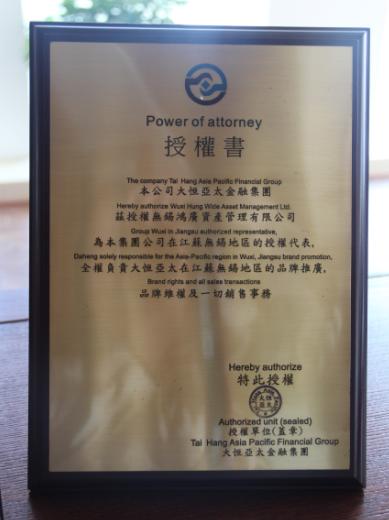 Power of attorney
授權書
The company Tai Hang Asia Pacific Financial Group
本公司大恒亞太金融集團
Hereby authorize Wuxi Hung Wide Asset Management Ltd.
茲授權無錫鴻廣資產管理有限公司
Group Wuxi in Jiangsu authorized representative,
為本集團公司在江蘇無錫地區的授權代表,
Daheng solely responsible for the Asia-Pacific region in Wuxi, Jiangsu brand promotion,
全權負責大恒亞太在江蘇無錫地區的品牌推廣,
Brand rights and all sales transactions
品牌維權及一切銷售事務
Hereby authorize
特此授權
大恒
亞太
Authorized unit (sealed)
授權單位(蓋章)
Tai Hang Asia Pacific Financial Group
大恒亞太金融集團